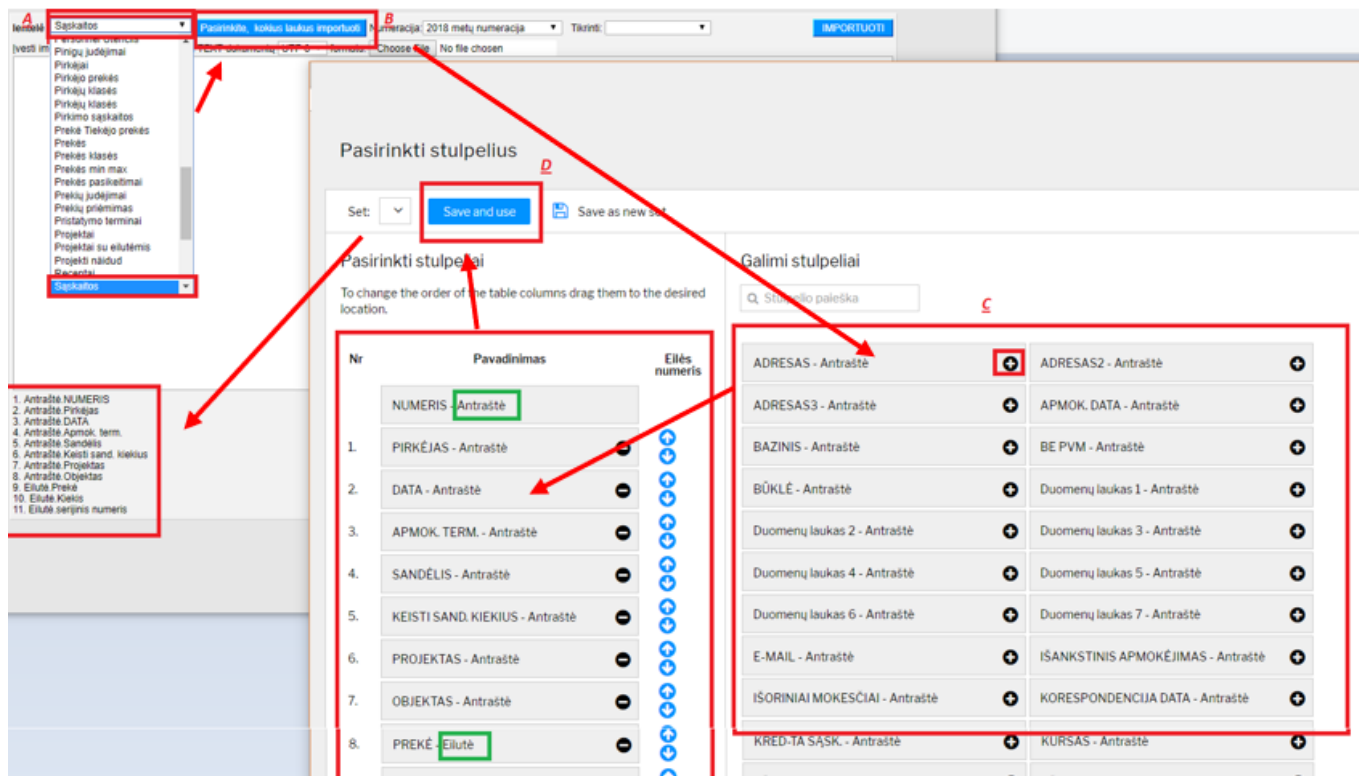 A
B
Ientelė
Sąskaitos
Pasirinkite, kokius laukus importuoti
Numeracija: 2018 metų numeracija
Tikrinti:
IMPORTUOTI
Įvesti
TEXT dokumentą
UTF-8
formatu:
Choose File
No file chosen
Personnel Utensils
Pinigų judėjimai
Pirkėjai
Pirkėjo prekės
Pirkėjų klasės
Pirkėjų klasės
Pirkimo sąskaitos
Prekė Tiekėjo prekės
Prekės
Prekės klasės
Prekės min max
Prekės pasikeitimai
Prekių judėjimai
Prekių priėmimas
Pristatymo terminai
Projektai
Projektai su eilutėmis
Projekti näidud
Receptai
Sąskaitos
1. Antraštė.NUMERIS
2. Antraštė.Pirkėjas
3. Antraštė.DATA
4. Antraštė.Apmok. term.
5. Antraštė.Sandėlis
6. Antraštė.Keisti sand. kiekius
7. Antraštė.Projektas
8. Antraštė.Objektas
9. Eilutė.Prekė
10. Eilutė.Kiekis
11. Eilutė.serijinis numeris
Pasirinkti stulpelius
D
Set:
Save and use
Save as new set
Pasirinkti stulpeliai
To change the order of the table columns drag them to the desired
location.
Nr
Pavadinimas
Eilės
numeris
NUMERIS - Antraštė
1. PIRKĖJAS - Antraštė
2. DATA - Antraštė
3. APMOK. TERM. - Antraštė
4. SANDĖLIS - Antraštė
5. KEISTI SAND. KIEKIUS - Antraštė
6. PROJEKTAS - Antraštė
7. OBJEKTAS - Antraštė
8. PREKĖ - Eilutė
Galimi stulpeliai
Stulpelio paieška
C
ADRESAS - Antraštė
ADRESAS2 - Antraštė
ADRESAS3 - Antraštė
APMOK. DATA - Antraštė
BAZINIS - Antraštė
BE PVM - Antraštė
BŪKLĖ - Antraštė
Duomenų laukas 1 - Antraštė
Duomenų laukas 2 - Antraštė
Duomenų laukas 3 - Antraštė
Duomenų laukas 4 - Antraštė
Duomenų laukas 5 - Antraštė
Duomenų laukas 6 - Antraštė
Duomenų laukas 7 - Antraštė
E-MAIL - Antraštė
IŠANKSTINIS APMOKĖJIMAS - Antraštė
IŠORINIAI MOKESČIAI - Antraštė
KORESPONDENCIJA DATA - Antraštė
KRED-TA SĄSK. - Antraštė
KURSAS - Antraštė